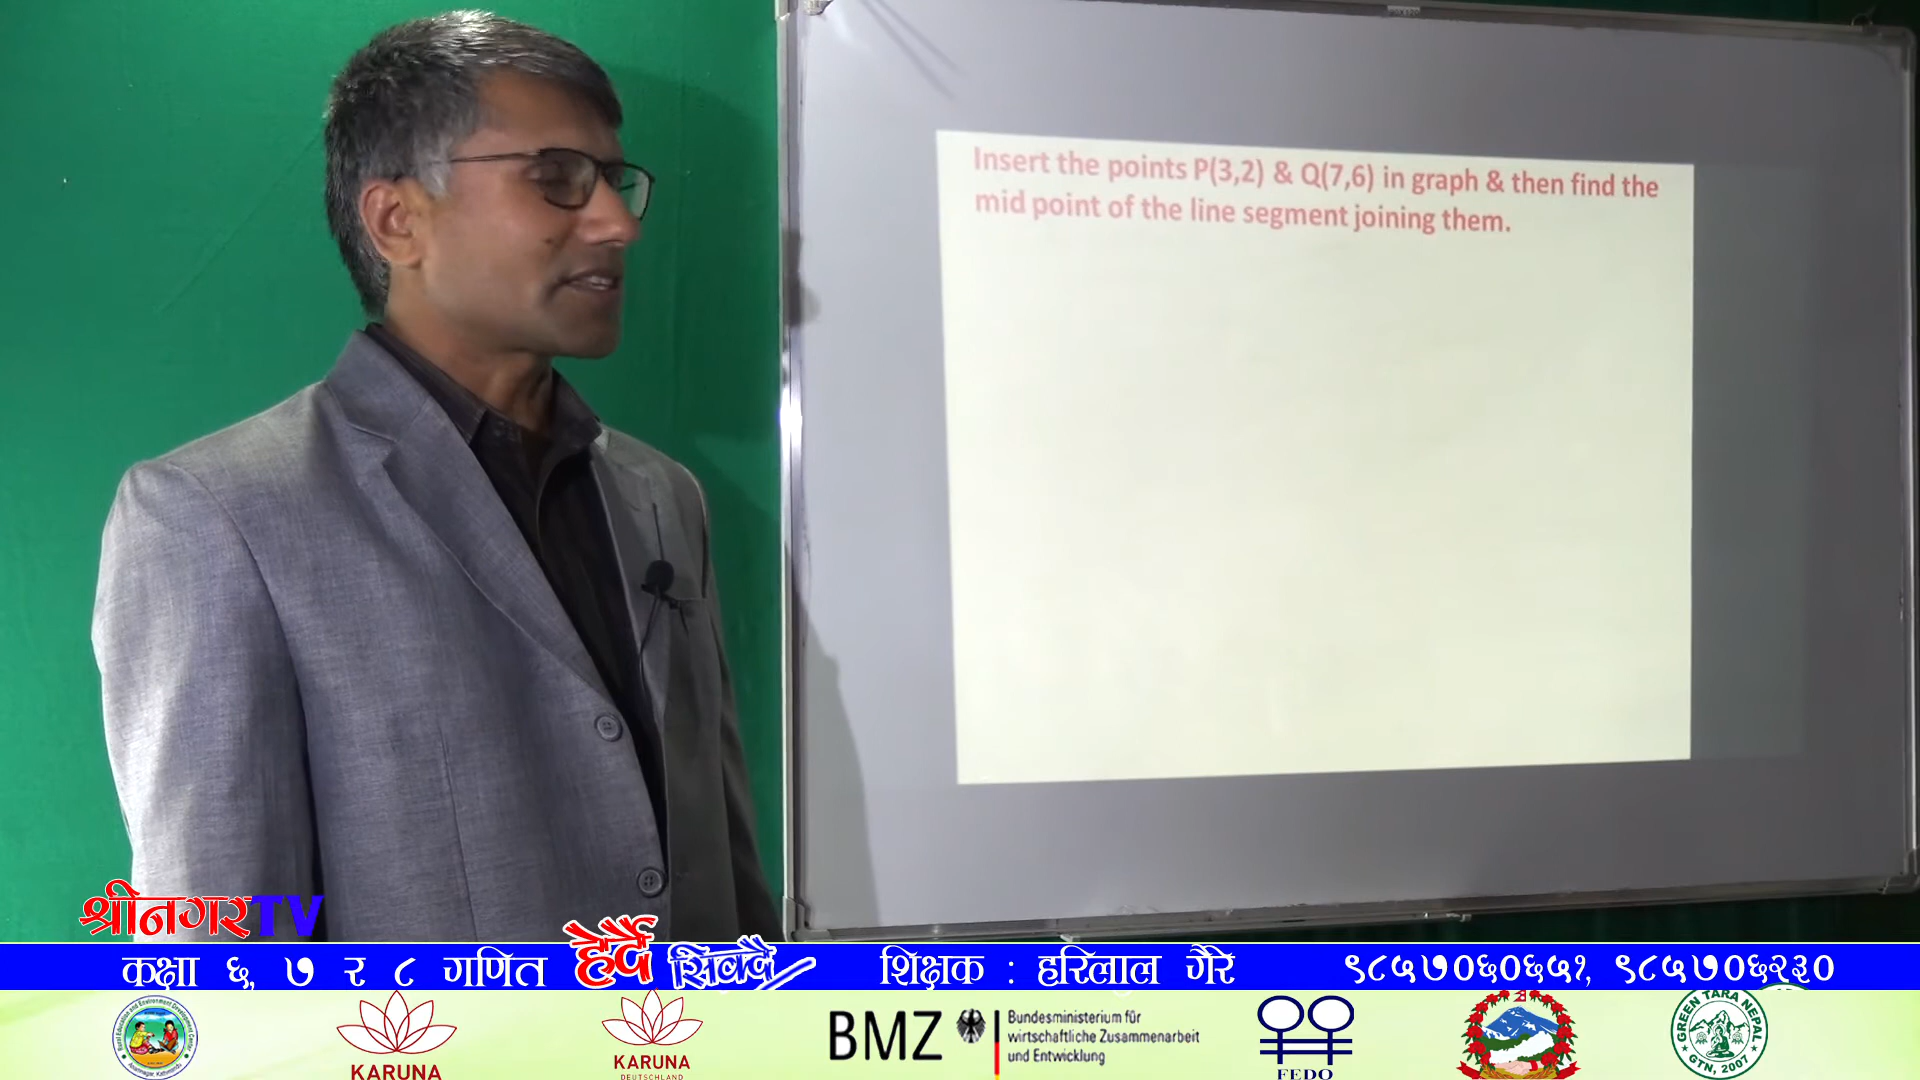 Insert the points P(3,2) & Q(7,6) in graph & then find the
mid point of the line segment joining them.
श्रीनगरTV
कक्षा ६, ७ र ८ गणित हेर्दै सिक्दै शिक्षक : हरिलाल गैरे ९८५७०६०६५१, ९८५७०६२२३०
KARUNA
KARUNA
DEUTSCHLAND
BMZ
Bundesministerium für
wirtschaftliche Zusammenarbeit
und Entwicklung
FEDO
GREEN TARA NEPAL
GTN, 2007